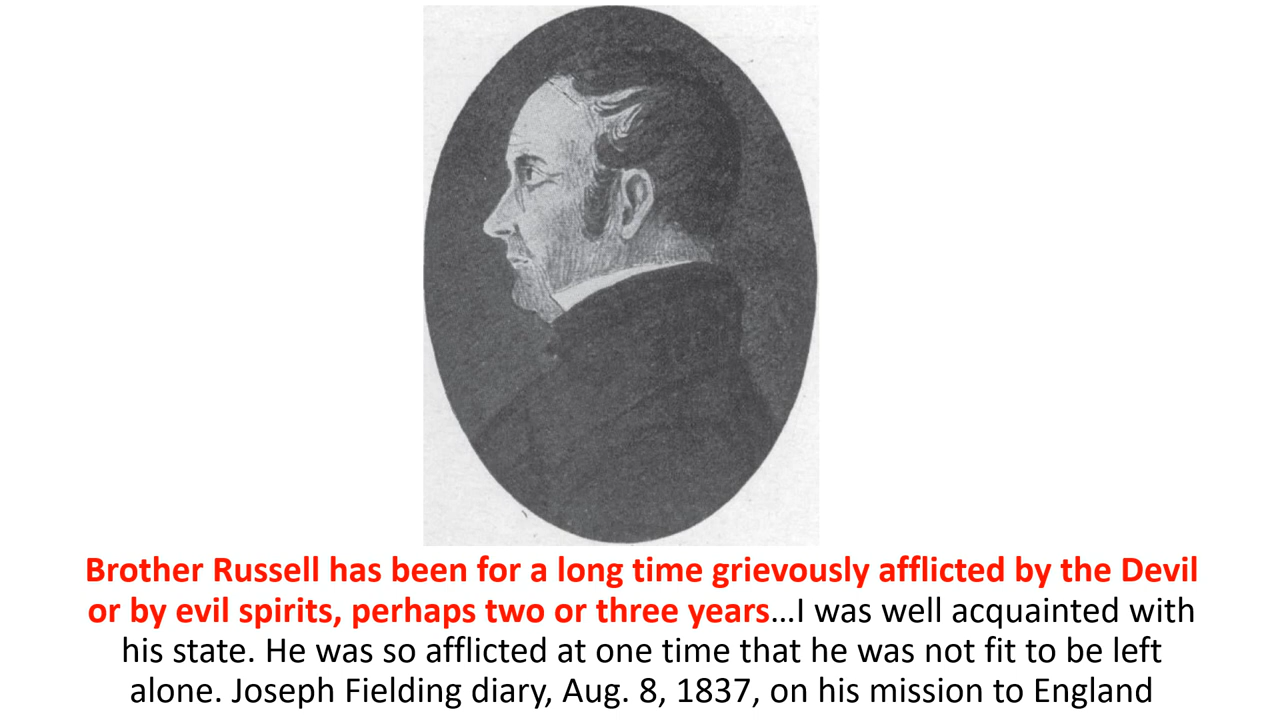 Brother Russell has been for a long time grievously afflicted by the Devil
or by evil spirits, perhaps two or three years…I was well acquainted with
his state. He was so afflicted at one time that he was not fit to be left
alone. Joseph Fielding diary, Aug. 8, 1837, on his mission to England